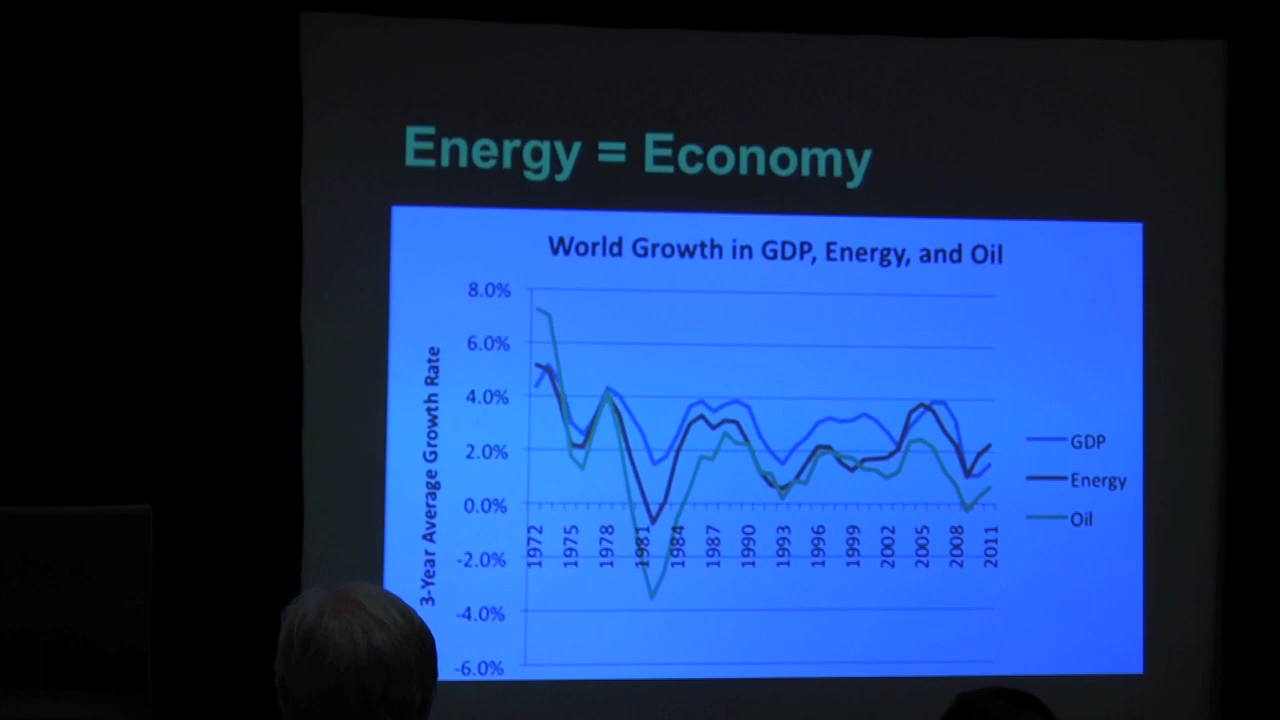 Energy = Economy
World Growth in GDP, Energy, and Oil
3-Year Average Growth Rate
8.0%
6.0%
4.0%
2.0%
0.0%
-2.0%
-4.0%
-6.0%
1972 1975 1978 1981 1984 1987 1990 1993 1996 1999 2002 2005 2008 2011
GDP
Energy
Oil